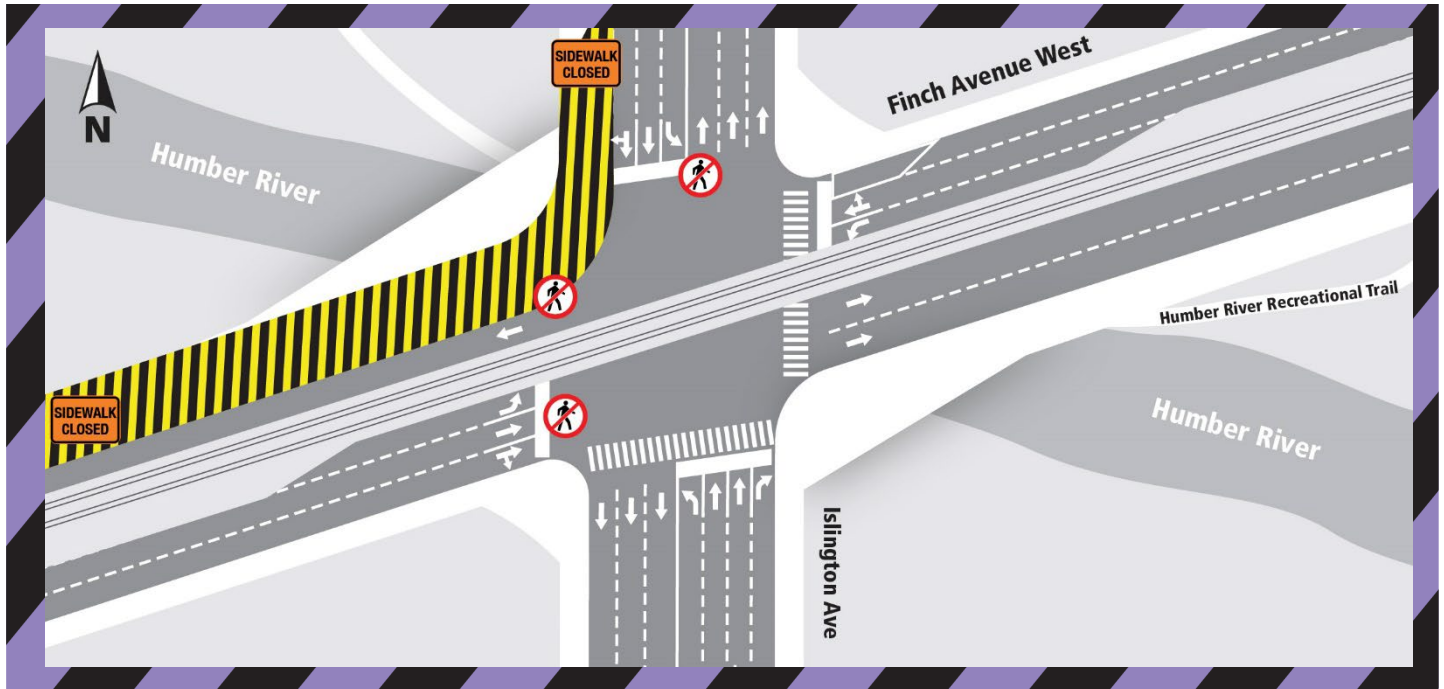 SIDEWALK
CLOSED
Finch Avenue West
N
Humber River
Humber River Recreational Trail
SIDEWALK
CLOSED
Humber River
Islington Ave